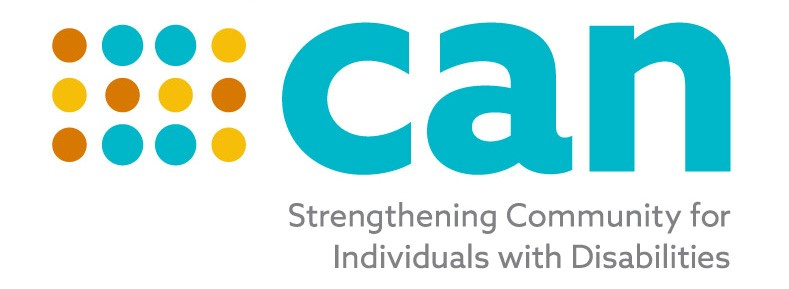 can
Strengthening Community for
Individuals with Disabilities